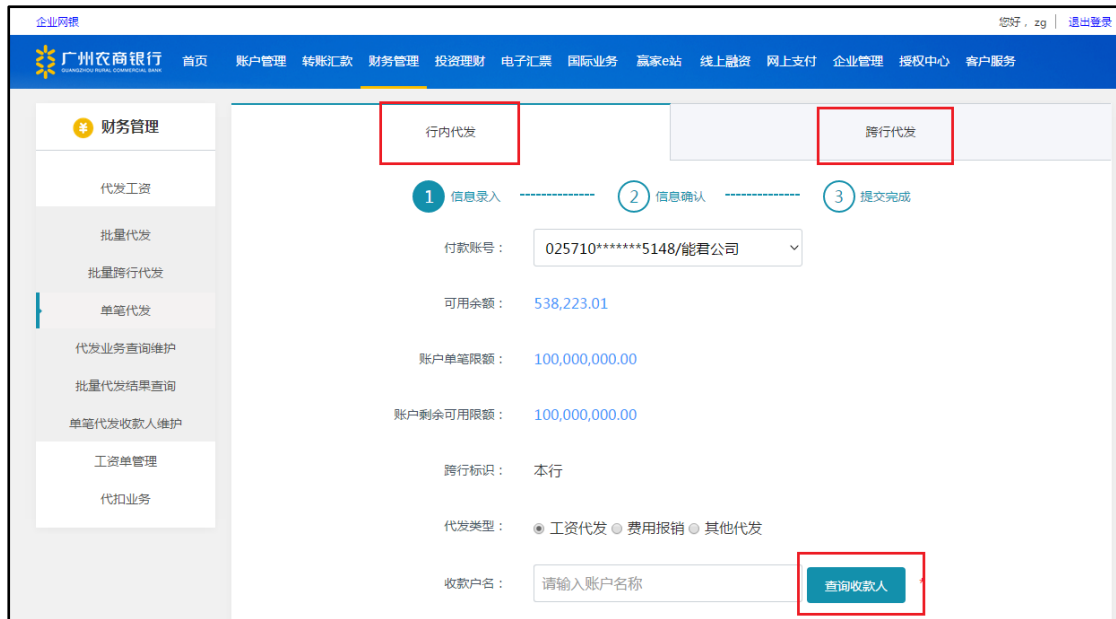 企业网银
您好，zg | 退出登录
广州农商银行 首页 账户管理 转账汇款 财务管理 投资理财 电子汇票 国际业务 赢家e站 线上融资 网上支付 企业管理 授权中心 客户服务
GUANGZHOU RURAL COMMERCIAL BANK
财务管理
行内代发
跨行代发
代发工资
1 信息录入 2 信息确认 3 提交完成
批量代发
付款账号： 025710*******5148/能君公司
批量跨行代发
单笔代发
可用余额： 538,223.01
代发业务查询维护
账户单笔限额： 100,000,000.00
批量代发结果查询
单笔代发收款人维护
账户剩余可用限额： 100,000,000.00
工资单管理
跨行标识： 本行
代扣业务
代发类型： 工资代发 费用报销 其他代发
收款户名： 请输入账户名称 查询收款人 *